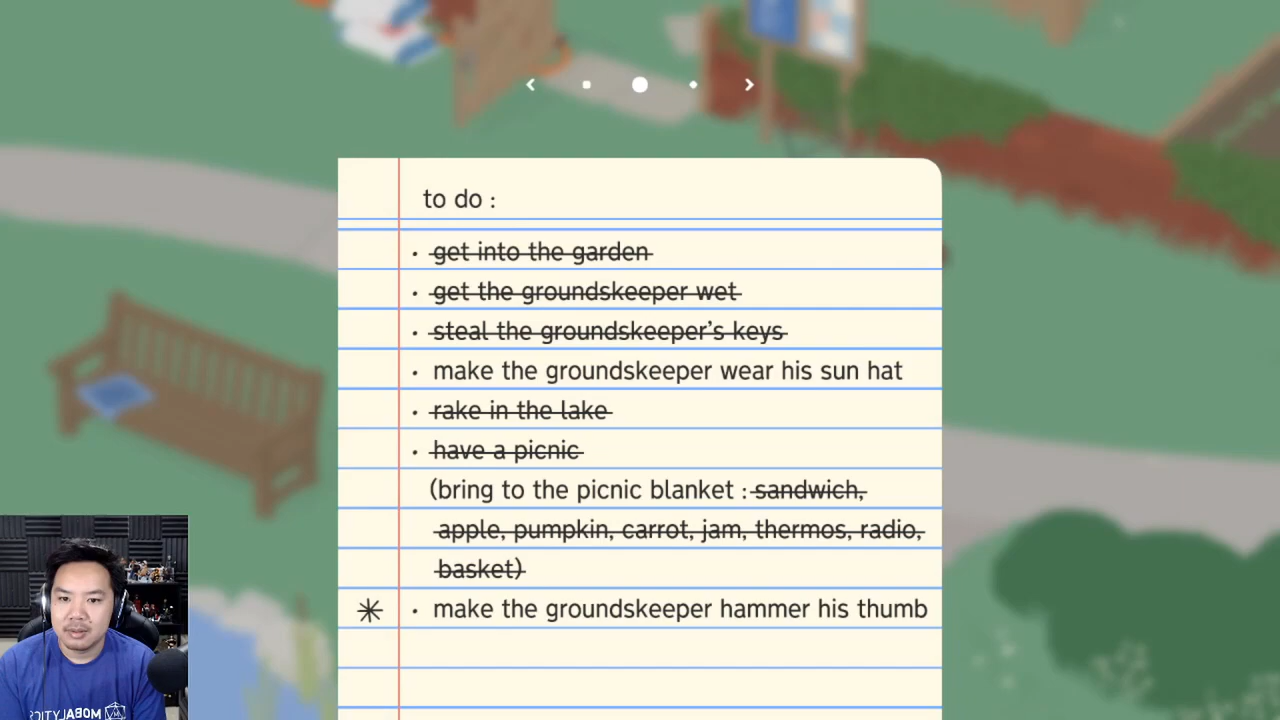 to do :
• get into the garden
• get the groundskeeper wet
• steal the groundskeeper's keys
• make the groundskeeper wear his sun hat
• rake in the lake
• have a picnic
(bring to the picnic blanket : sandwich,
apple, pumpkin, carrot, jam, thermos, radio,
basket)
• make the groundskeeper hammer his thumb
MOBALYTICS